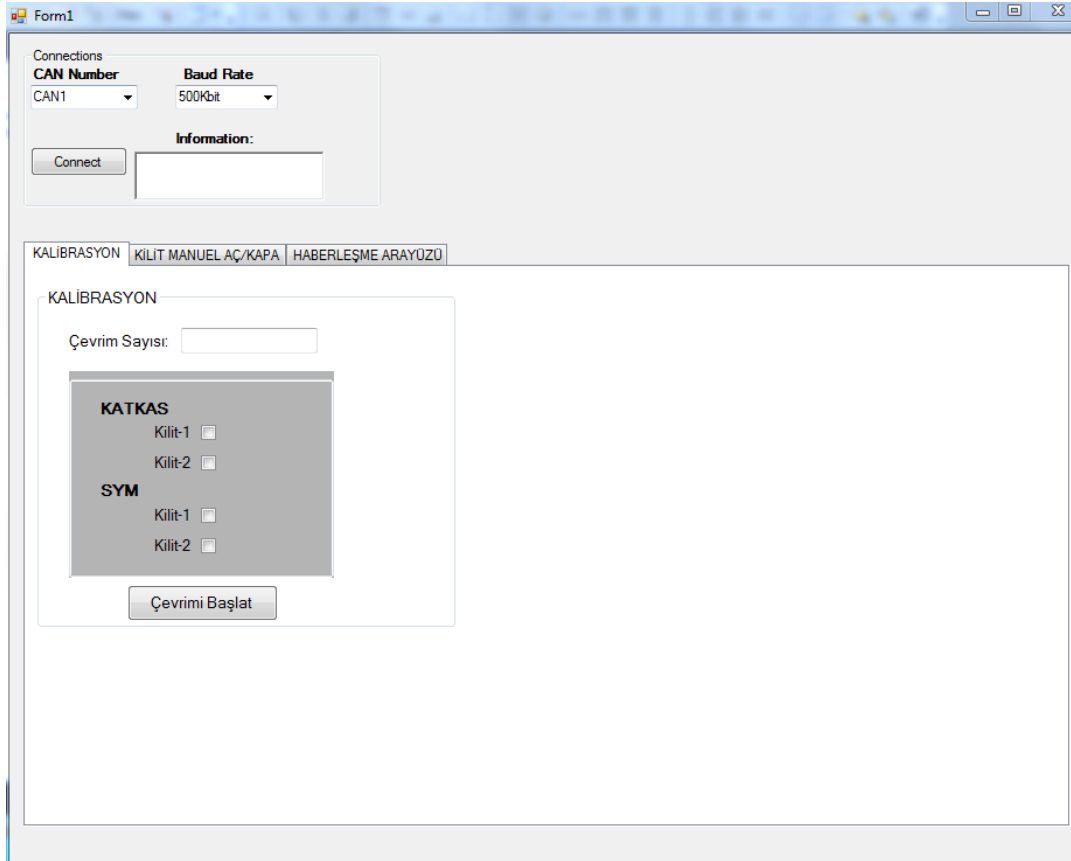 Form1
Connections
CAN Number Baud Rate
CAN1 500Kbit
Information:
Connect
KALİBRASYON KİLİT MANUEL AÇ/KAPA HABERLEŞME ARAYÜZÜ
KALİBRASYON
Çevrim Sayısı:
KATKAS
Kilit-1
Kilit-2
SYM
Kilit-1
Kilit-2
Çevrimi Başlat